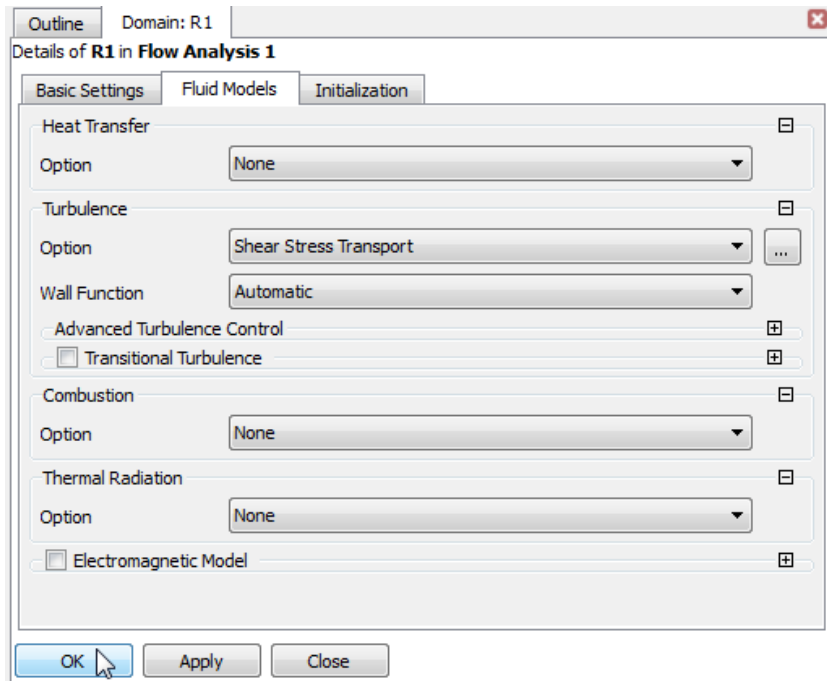 Outline Domain: R1
Details of R1 in Flow Analysis 1
Basic Settings Fluid Models Initialization
Heat Transfer
Option None
Turbulence
Option Shear Stress Transport ...
Wall Function Automatic
Advanced Turbulence Control
Transitional Turbulence
Combustion
Option None
Thermal Radiation
Option None
Electromagnetic Model
OK Apply Close